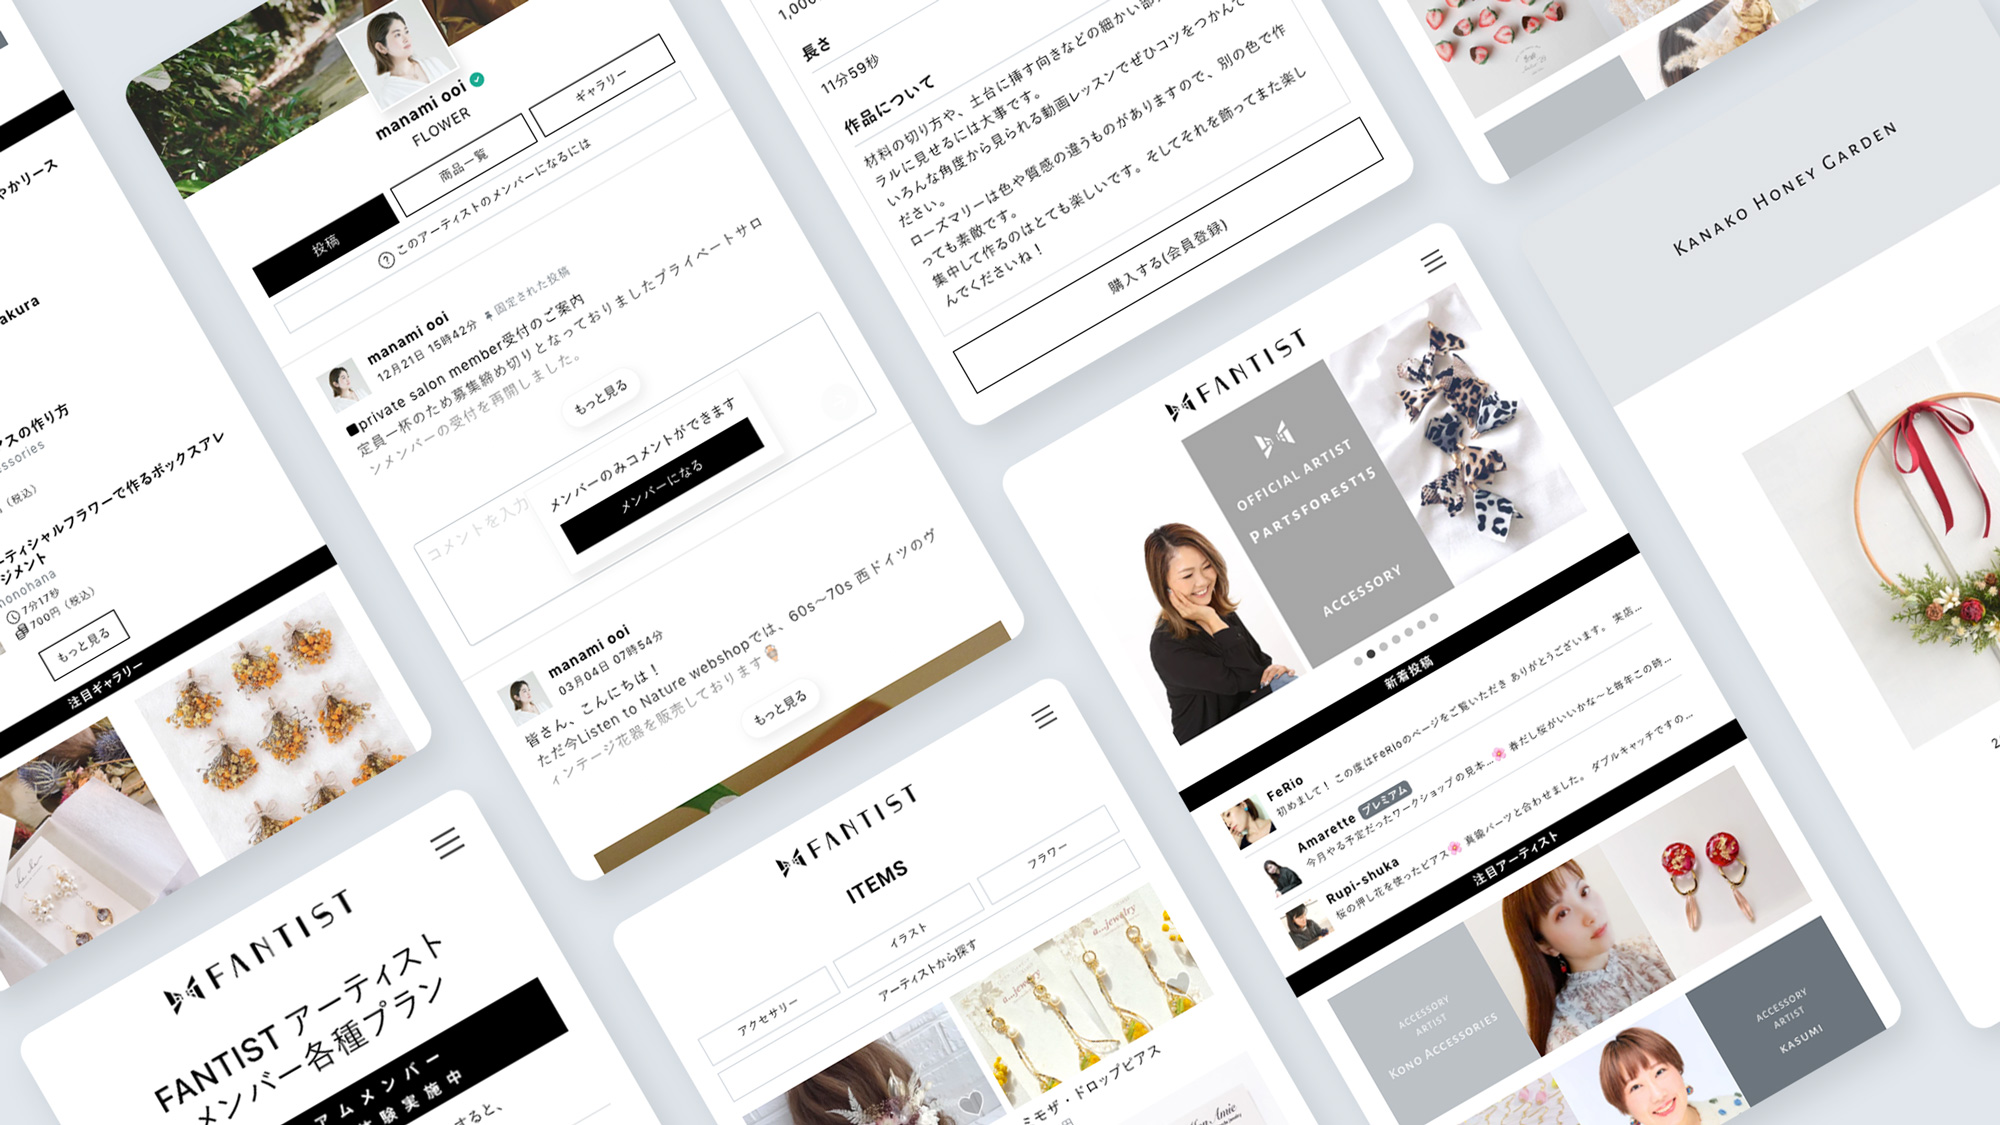 やかリース
akura
アスの作り方
ssories
(税込)
ーティシャルフラワーで作るボックスアレ
ジメント
nonohana
7分17秒
700円(税込)
もっと見る
注目ギャラリー
manami ooi
FLOWER
投稿
商品一覧
ギャラリー
このアーティストのメンバーになるには
manami ooi
12月21日 15時42分 固定された投稿
■private salon member受付のご案内
定員一杯のため募集締め切りとなっておりましたプライベートサロ
ンメンバーの受付を再開しました。
もっと見る
コメントを入力
メンバーのみコメントができます
メンバーになる
manami ooi
03月04日 07時54分
皆さん、こんにちは！
ただ今Listen to Nature webshopでは、60s〜70s 西ドイツのヴ
ィンテージ花器を販売しております
もっと見る
1,000
長さ
11分59秒
作品について
材料の切り方や、土台に挿す向きなどの細かい部
ラルに見せるには大事です。
いろんな角度から見られる動画レッスンでぜひコツをつかんで
ださい。
ローズマリーは色や質感の違うものがありますので、別の色で作
っても素敵です。
集中して作るのはとても楽しいです。そしてそれを飾ってまた楽し
んでくださいね！
購入する(会員登録)
FANTIST
FANTIST アーティスト
メンバー各種プラン
アムメンバー
験実施中
すると、
FANTIST
ITEMS
アクセサリー
イラスト
フラワー
アーティストから探す
a...jewelry
a...jewelry
ミモザ・ドロップピアス
円
FANTIST
OFFICIAL ARTIST
PARTSFOREST15
ACCESSORY
新着投稿
FeRio
初めまして！ この度はFeRioのページをご覧いただき ありがとうございます。 実店...
Amarette プレミアム
今月やる予定だったワークショップの見本...🌸 春だし桜がいいかな〜と毎年この時...
Rupi-shuka
桜の押し花を使ったピアス🌸 真鍮パーツと合わせました。 ダブルキャッチですの...
注目アーティスト
ACCESSORY
ARTIST
KONO ACCESSORIES
ACCESSORY
ARTIST
KASUMI
KANAKO HONEY GARDEN
2